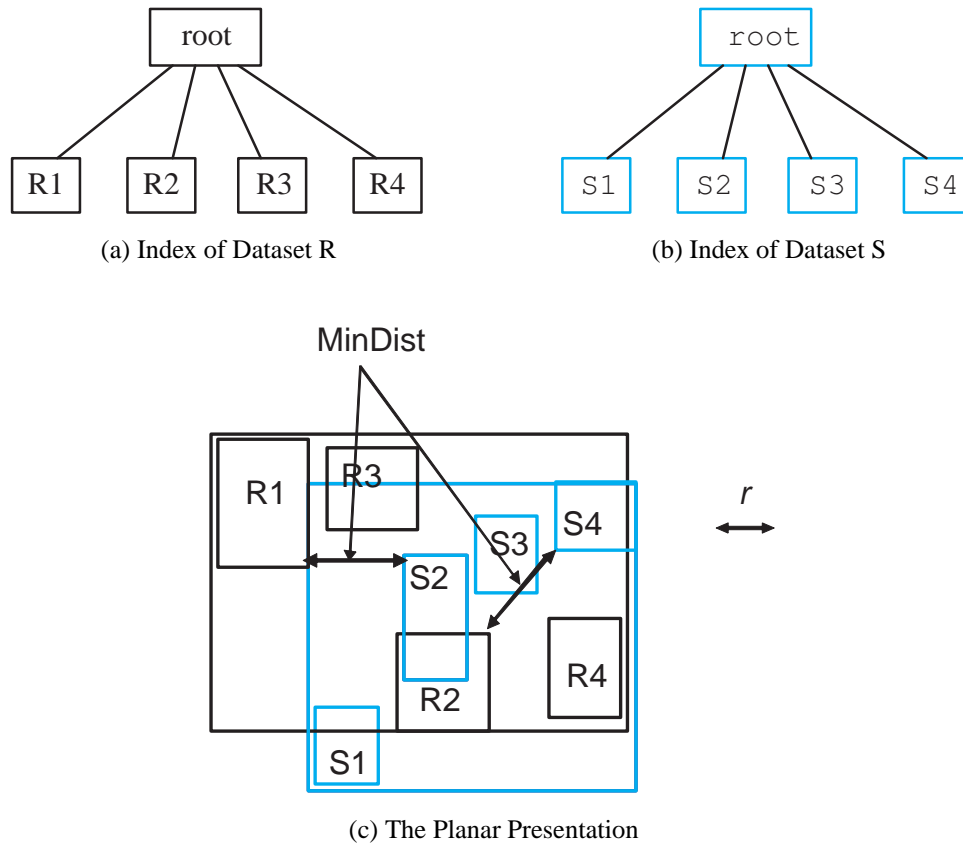 root
root
R1 R2 R3 R4
S1 S2 S3 S4
(a) Index of Dataset R
(b) Index of Dataset S
MinDist
R1
R3
S4
S3
S2
r
R4
R2
S1
(c) The Planar Presentation